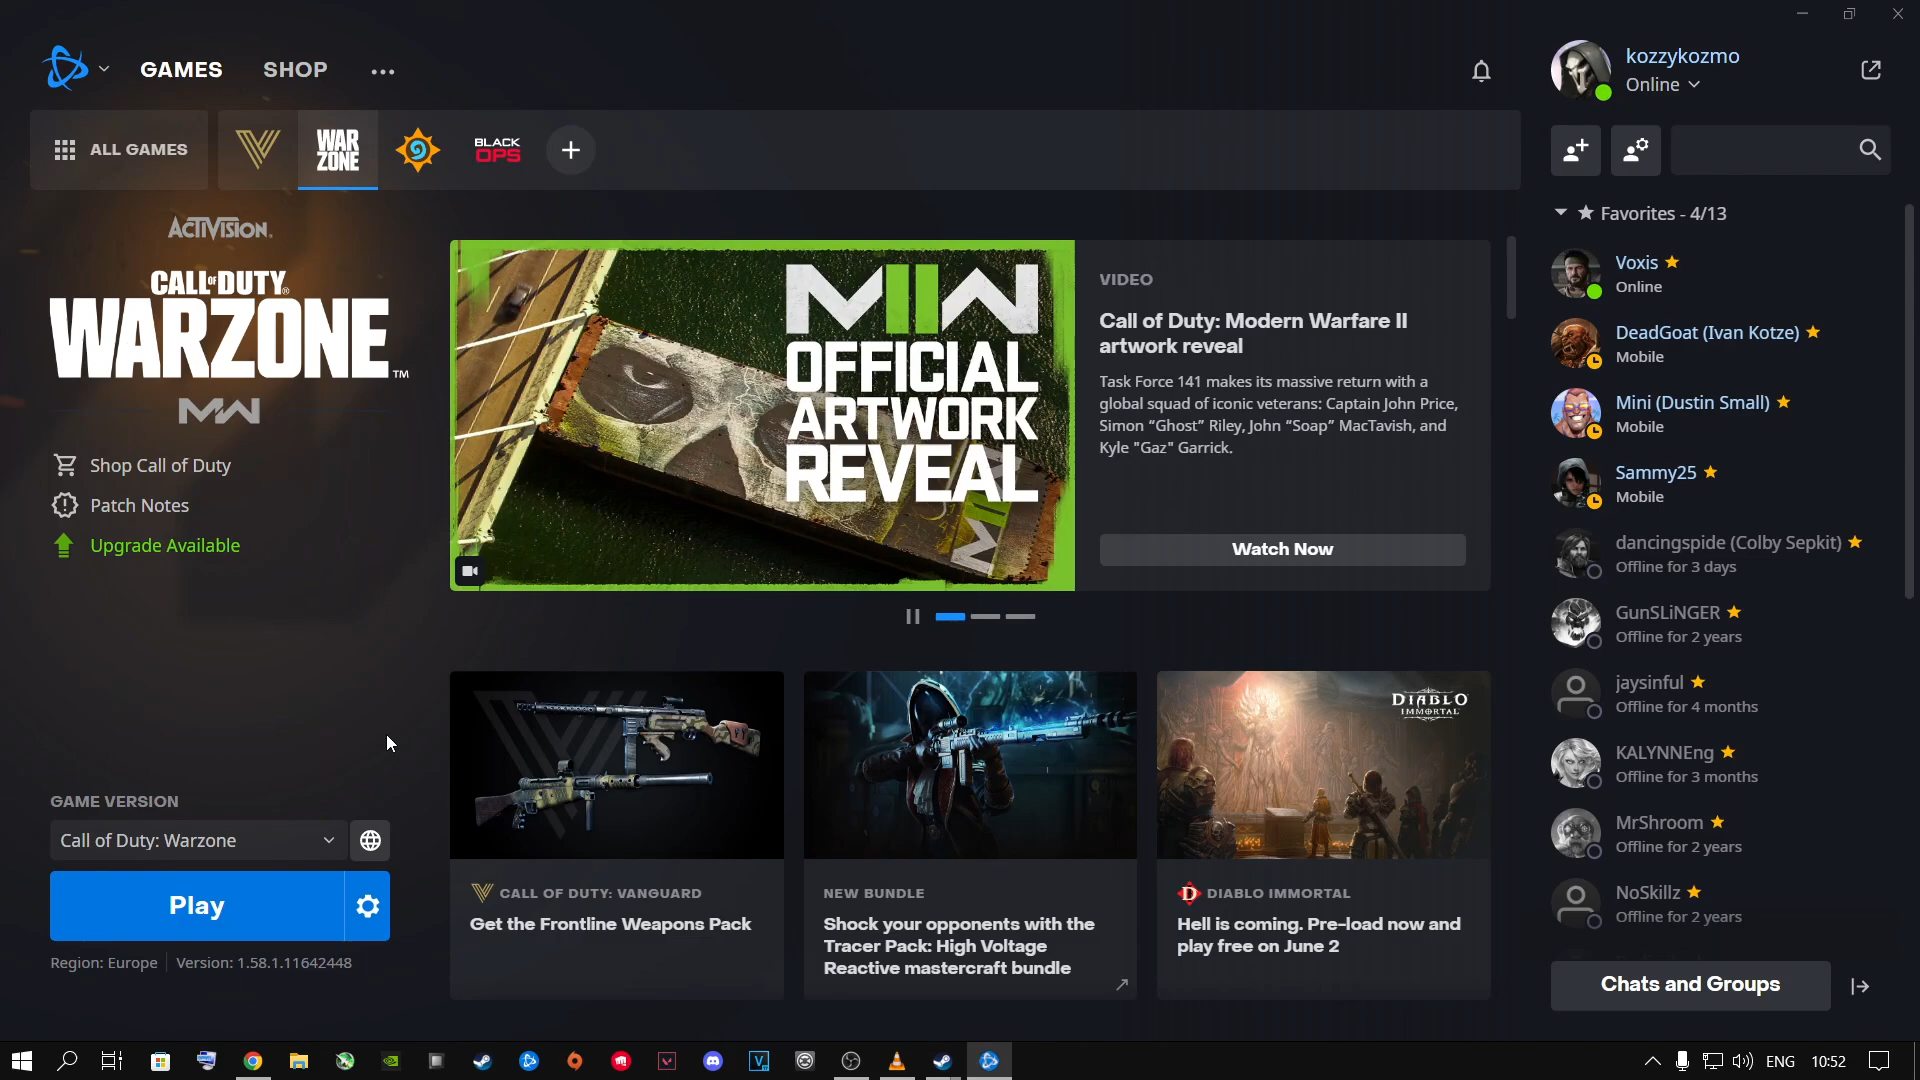 GAMES
SHOP
kozzykozmo
Online
ALL GAMES
WAR
ZONE
BLACK
OPS
Favorites - 4/13
ACTIVISION.
CALL OF DUTY®
WARZONE™
MW
Shop Call of Duty
Patch Notes
Upgrade Available
MIIW
OFFICIAL
ARTWORK
REVEAL
MII
VIDEO
Call of Duty: Modern Warfare II
artwork reveal
Task Force 141 makes its massive return with a
global squad of iconic veterans: Captain John Price,
Simon “Ghost” Riley, John “Soap” MacTavish, and
Kyle "Gaz" Garrick.
Watch Now
Voxis
Online
DeadGoat (Ivan Kotze)
Mobile
Mini (Dustin Small)
Mobile
Sammy25
Mobile
dancingspide (Colby Sepkit)
Offline for 3 days
GunSLiNGER
Offline for 2 years
jaysinful
Offline for 4 months
KALYNNEng
Offline for 3 months
MrShroom
Offline for 2 years
NoSkillz
Offline for 2 years
Chats and Groups
GAME VERSION
Call of Duty: Warzone
Play
Region: Europe
Version: 1.58.1.11642448
CALL OF DUTY: VANGUARD
Get the Frontline Weapons Pack
NEW BUNDLE
Shock your opponents with the
Tracer Pack: High Voltage
Reactive mastercraft bundle
DIABLO
IMMORTAL
DIABLO IMMORTAL
Hell is coming. Pre-load now and
play free on June 2
ENG
10:52